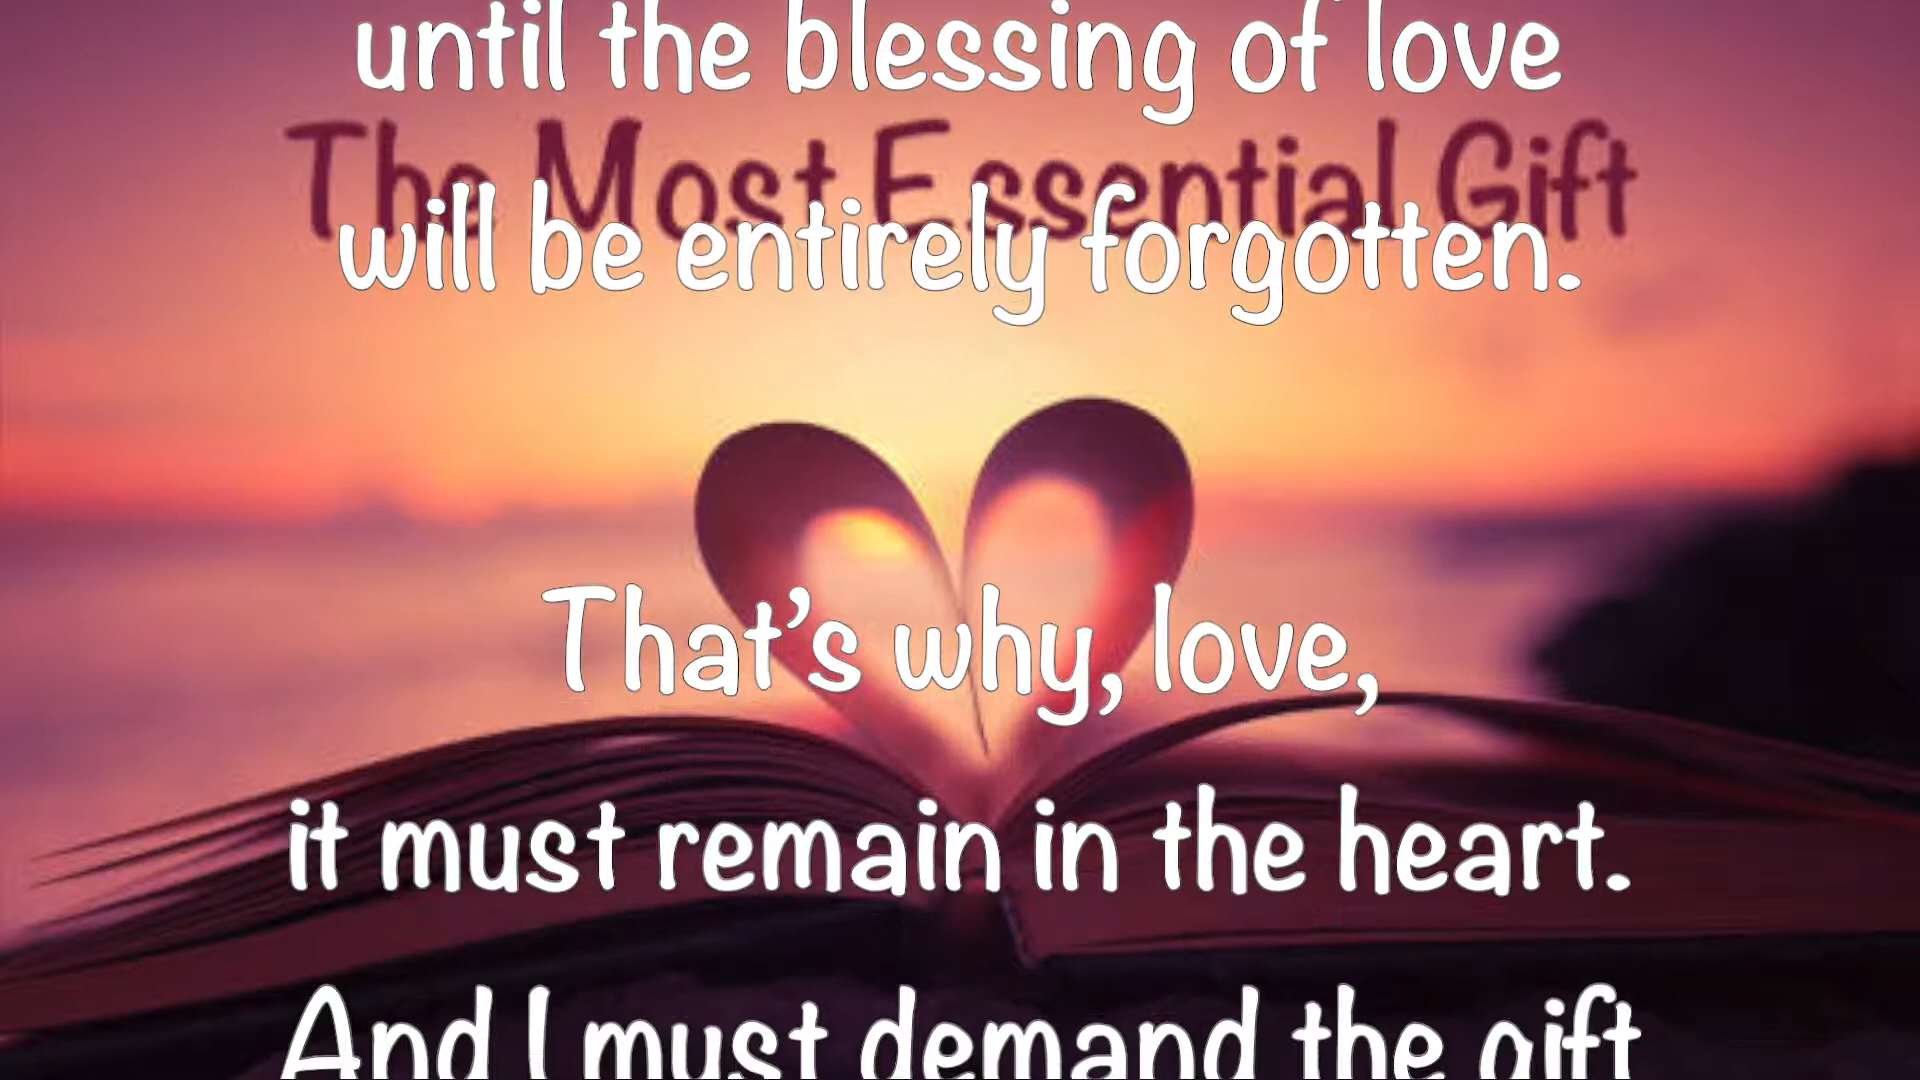 until the blessing of love
The Most Essential Gift
will be entirely forgotten.
That's why, love,
it must remain in the heart.
And I must demand the gift